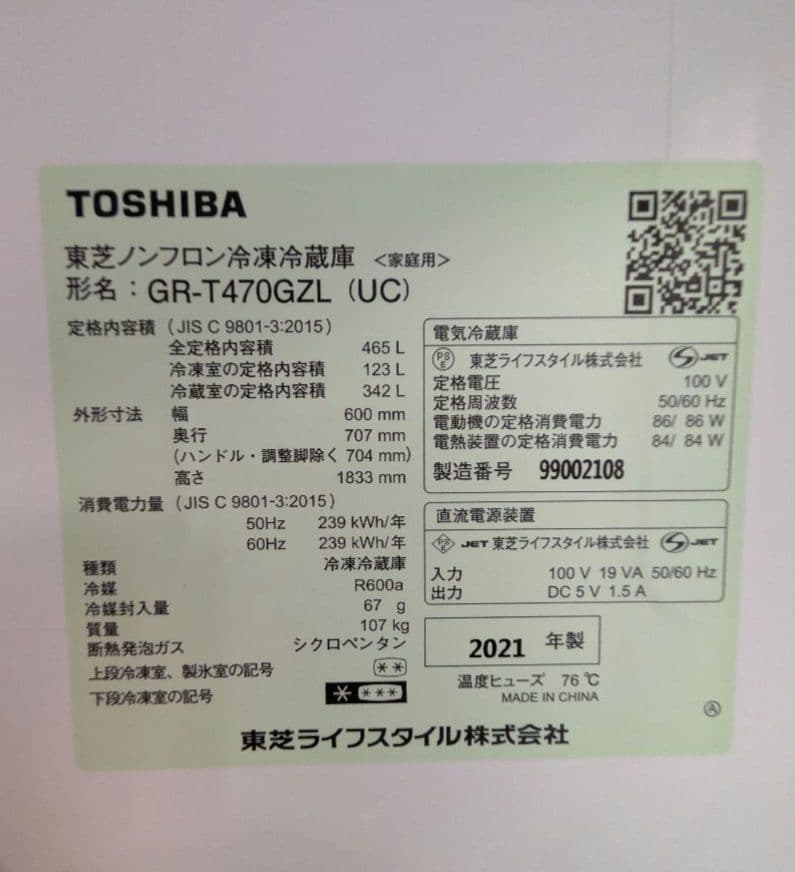 TOSHIBA
東芝ノンフロン冷凍冷蔵庫 <家庭用>
形名：GR-T470GZL (UC)
定格内容積 (JIS C 9801-3:2015)
全定格内容積 465 L
冷凍室の定格内容積 123 L
冷蔵室の定格内容積 342 L
外形寸法 幅 600 mm
奥行 707 mm
(ハンドル・調整脚除く 704 mm)
高さ 1833 mm
消費電力量 (JIS C 9801-3:2015)
50Hz 239 kWh/年
60Hz 239 kWh/年
種類 冷凍冷蔵庫
冷媒 R600a
冷媒封入量 67 g
質量 107 kg
断熱発泡ガス シクロペンタン
上段冷凍室、製氷室の記号 **
下段冷凍室の記号 * ***
電気冷蔵庫
PSE 東芝ライフスタイル株式会社 JET
定格電圧 100 V
定格周波数 50/60 Hz
電動機の定格消費電力 86/ 86 W
電熱装置の定格消費電力 84/ 84 W
製造番号 99002108
直流電源装置
PSE JET 東芝ライフスタイル株式会社 JET
入力 100 V 19 VA 50/60 Hz
出力 DC 5 V 1.5 A
2021 年製
温度ヒューズ 76 ℃
MADE IN CHINA
Ⓐ
東芝ライフスタイル株式会社